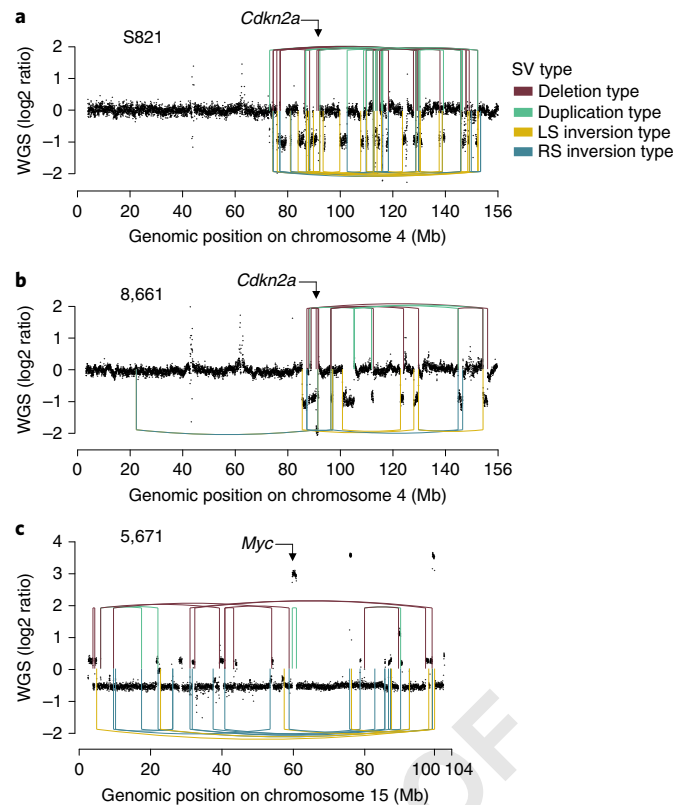 a
S821
Cdkn2a
WGS (log2 ratio)
2
1
0
–1
–2
0 20 40 60 80 100 120 140 156
Genomic position on chromosome 4 (Mb)
SV type
Deletion type
Duplication type
LS inversion type
RS inversion type
b
8,661
Cdkn2a
WGS (log2 ratio)
2
1
0
–1
–2
0 20 40 60 80 100 120 140 156
Genomic position on chromosome 4 (Mb)
c
5,671
Myc
WGS (log2 ratio)
4
3
2
1
0
–1
–2
0 20 40 60 80 100 104
Genomic position on chromosome 15 (Mb)
OF